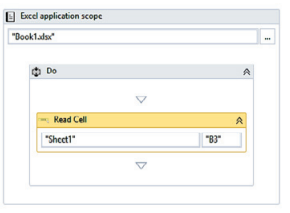 Excel application scope
"Book1.xlsx"
...
Do
Read Cell
"Sheet1" "B3"